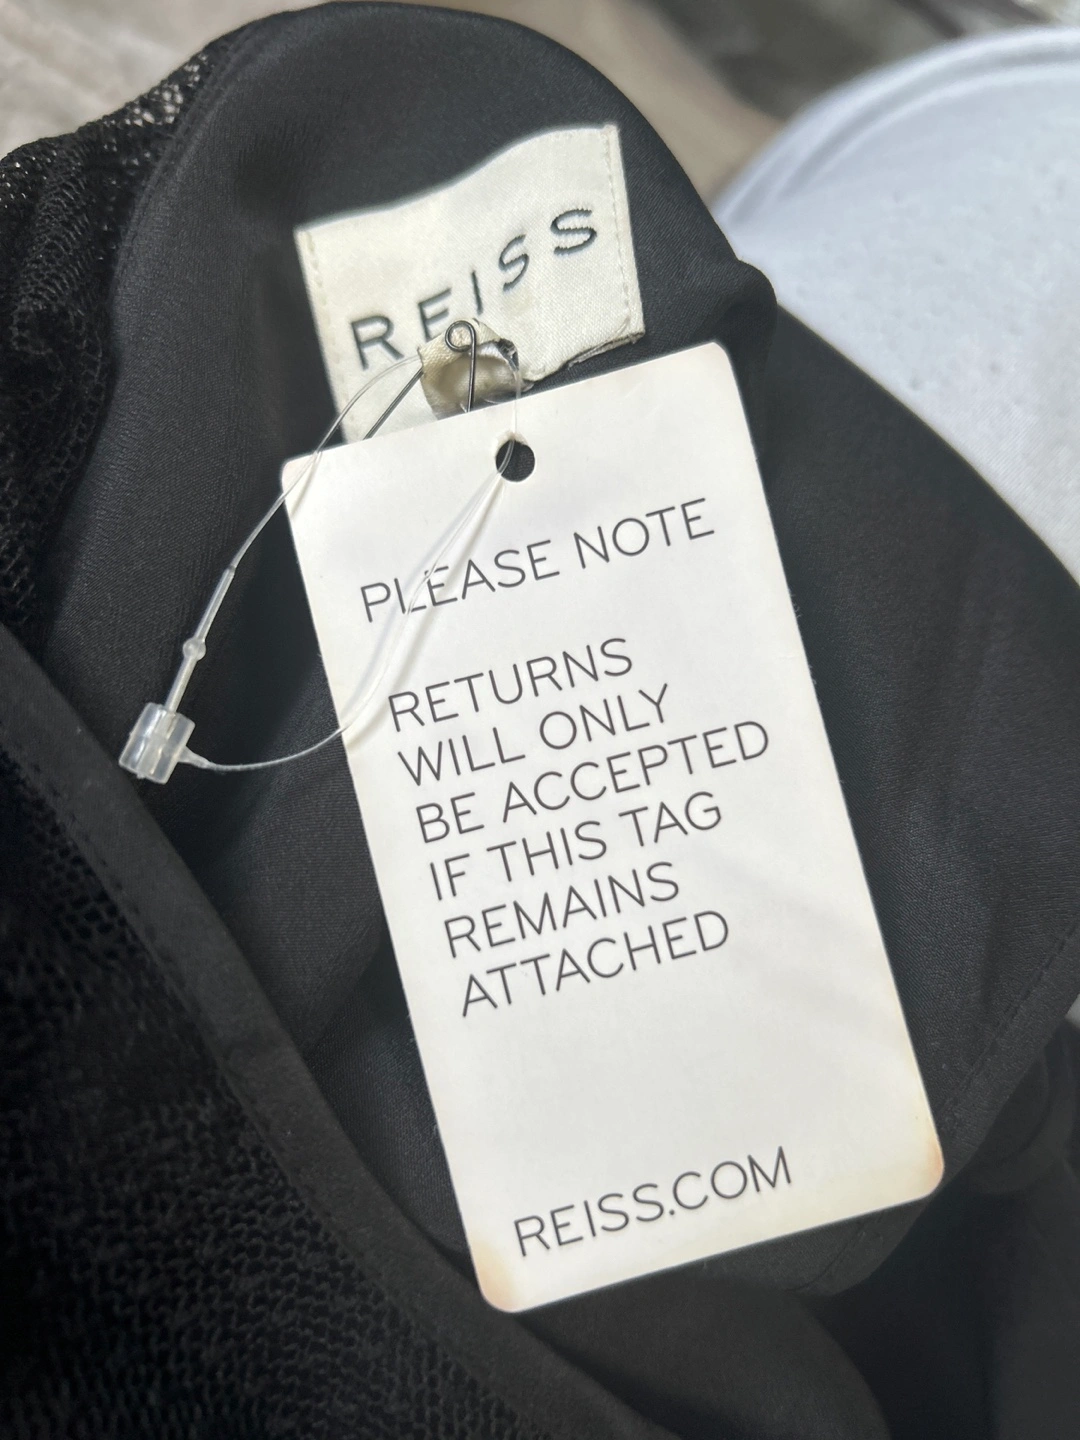 REISS
PLEASE NOTE
RETURNS
WILL ONLY
BE ACCEPTED
IF THIS TAG
REMAINS
ATTACHED
REISS.COM